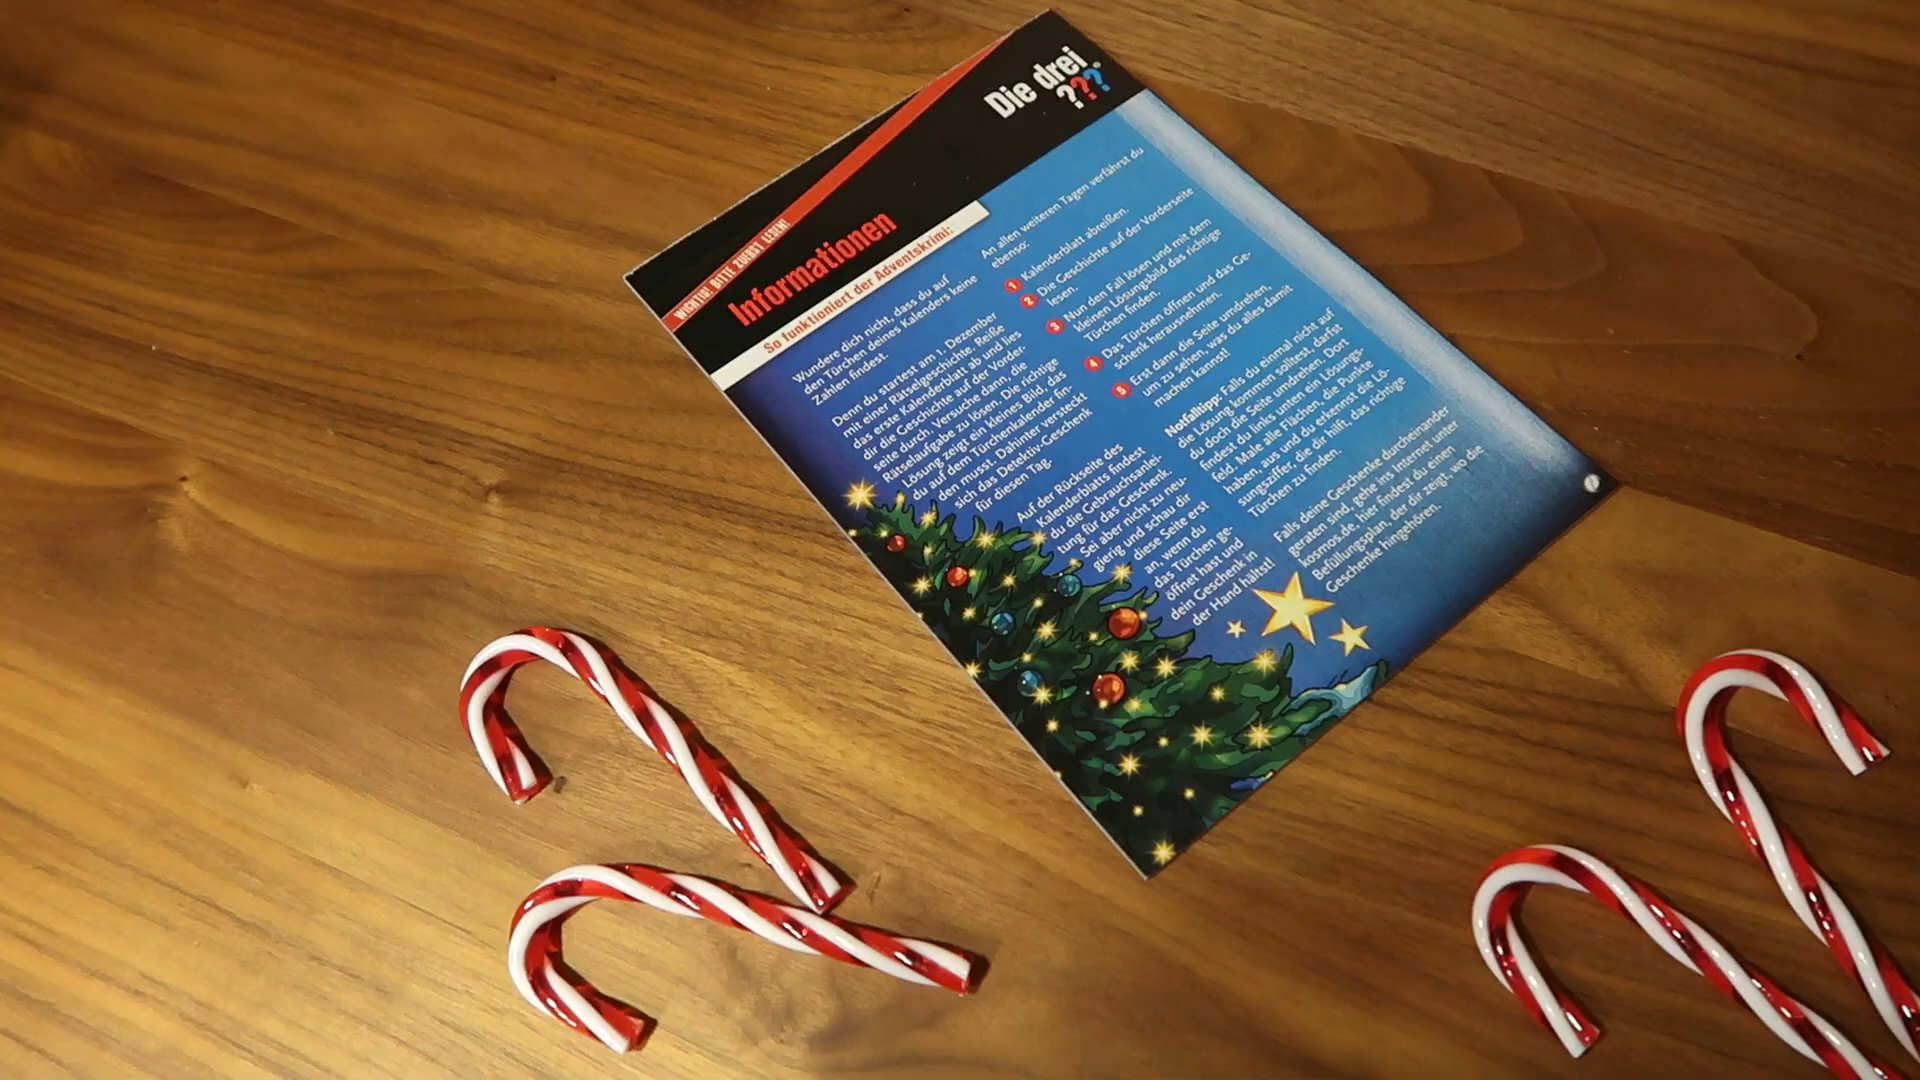 Die drei
???®
WICHTIG! BITTE ZUERST LESEN!
Informationen
So funktioniert der Adventskrimi:
Wundere dich nicht, dass du auf
den Türchen deines Kalenders keine
Zahlen findest.
Denn du startest am 1. Dezember
mit einer Rätselgeschichte. Reiße
das erste Kalenderblatt ab und lies
dir die Geschichte auf der Vorder-
seite durch. Versuche dann, die
Rätselaufgabe zu lösen. Die richtige
Lösung zeigt ein kleines Bild, das
du auf dem Türchenkalender fin-
den musst. Dahinter versteckt
sich das Detektiv-Geschenk
für diesen Tag.
Auf der Rückseite des
Kalenderblatts findest
du die Gebrauchsanlei-
tung für das Geschenk.
Sei aber nicht zu neu-
gierig und schau dir
diese Seite erst
an, wenn du
das Türchen ge-
öffnet hast und
dein Geschenk in
der Hand hältst!
An allen weiteren Tagen verfährst du
ebenso:
1 Kalenderblatt abreißen.
2 Die Geschichte auf der Vorderseite
lesen.
3 Nun den Fall lösen und mit dem
kleinen Lösungsbild das richtige
Türchen finden.
4 Das Türchen öffnen und das Ge-
schenk herausnehmen.
5 Erst dann die Seite umdrehen,
um zu sehen, was du alles damit
machen kannst!
Notfalltipp: Falls du einmal nicht auf
die Lösung kommen solltest, darfst
du doch die Seite umdrehen. Dort
findest du links unten ein Lösungs-
feld. Male alle Flächen, die Punkte
haben, aus und du erkennst die Lö-
sungsziffer, die dir hilft, das richtige
Türchen zu finden.
Falls deine Geschenke durcheinander
geraten sind, gehe ins Internet unter
kosmos.de, hier findest du einen
Befüllungsplan, der dir zeigt, wo die
Geschenke hingehören.